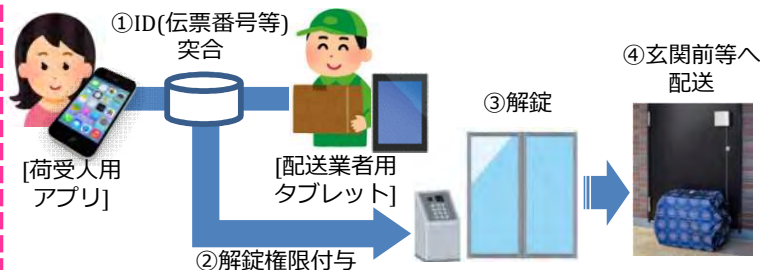 ①ID(伝票番号等)
突合
[荷受人用
アプリ]
[配送業者用
タブレット]
②解錠権限付与
③解錠
④玄関前等へ
配送